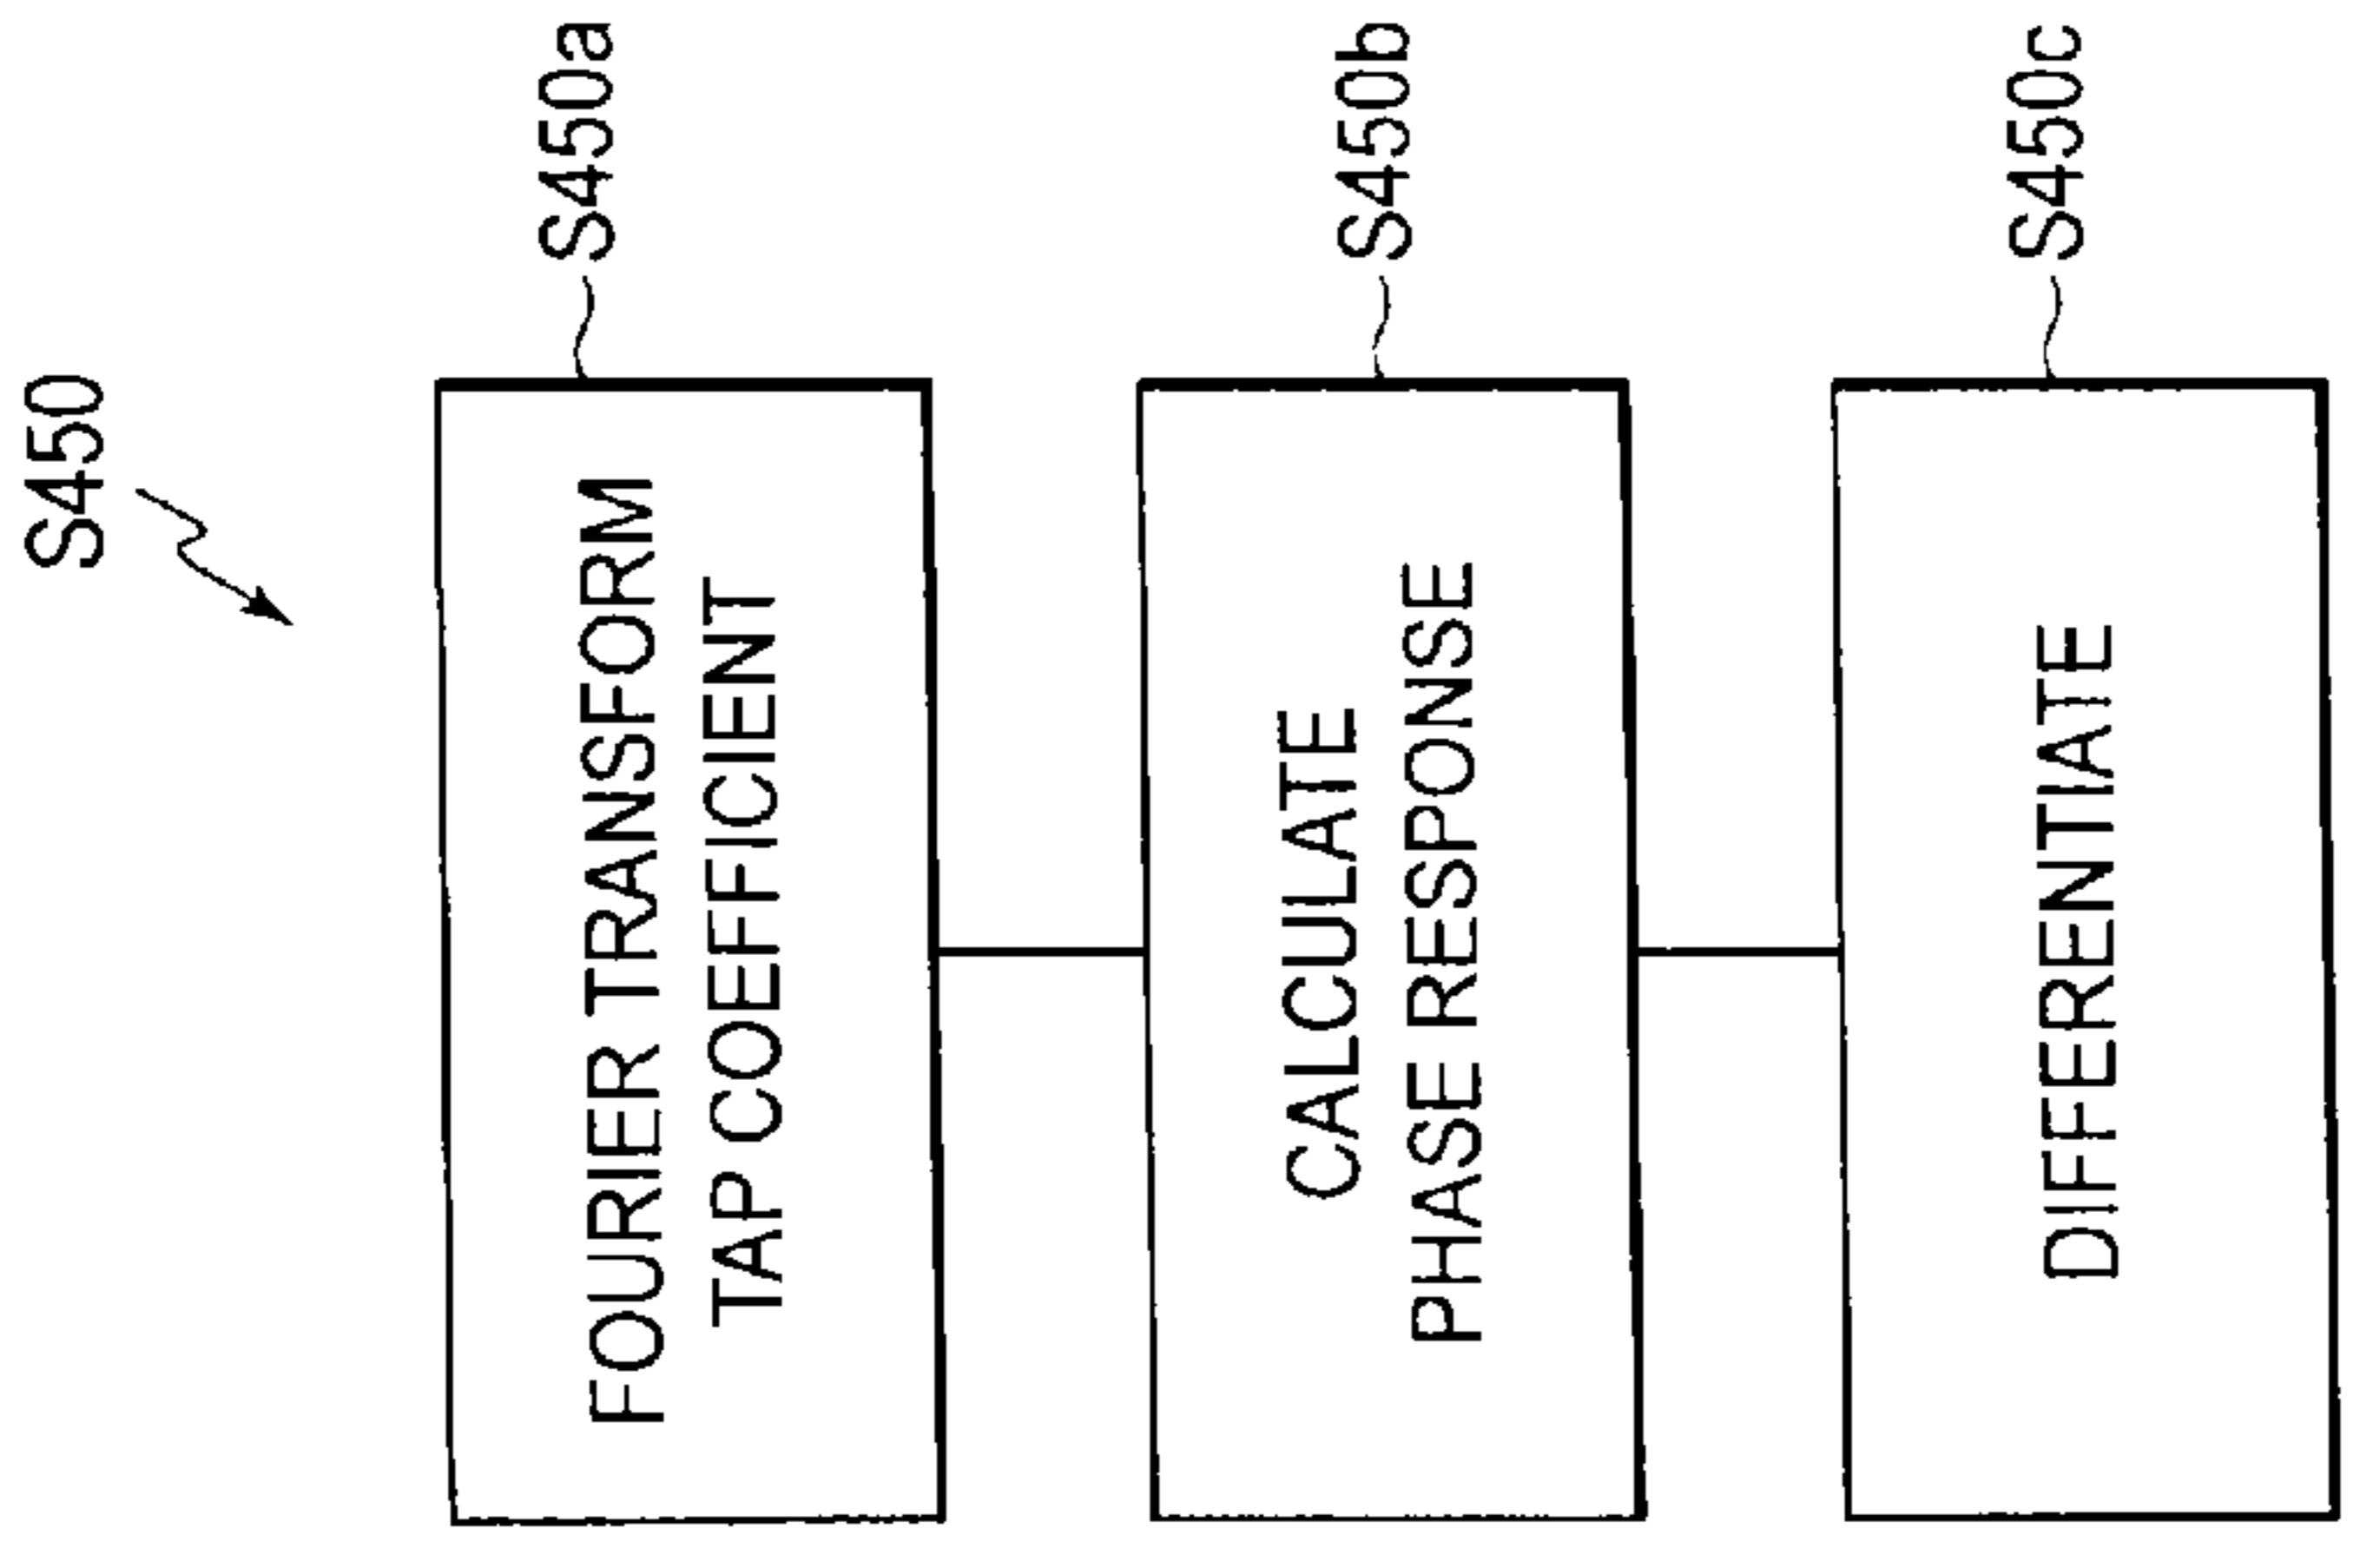 S450
FOURIER TRANSFORM
TAP COEFFICIENT
S450a
CALCULATE
PHASE RESPONSE
S450b
DIFFERENTIATE
S450c